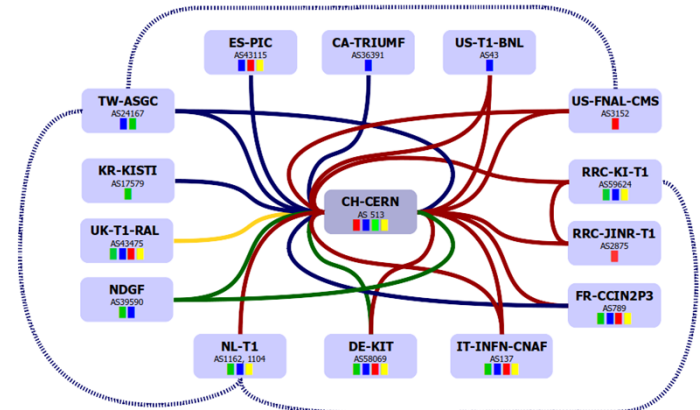 ES-PIC
AS43115
CA-TRIUMF
AS36391
US-T1-BNL
AS43
TW-ASGC
AS24167
US-FNAL-CMS
AS3152
KR-KISTI
AS17579
RRC-KI-T1
AS59624
CH-CERN
AS 513
UK-T1-RAL
AS43475
RRC-JINR-T1
AS2875
NDGF
AS39590
FR-CCIN2P3
AS789
NL-T1
AS1162, 1104
DE-KIT
AS58069
IT-INFN-CNAF
AS137